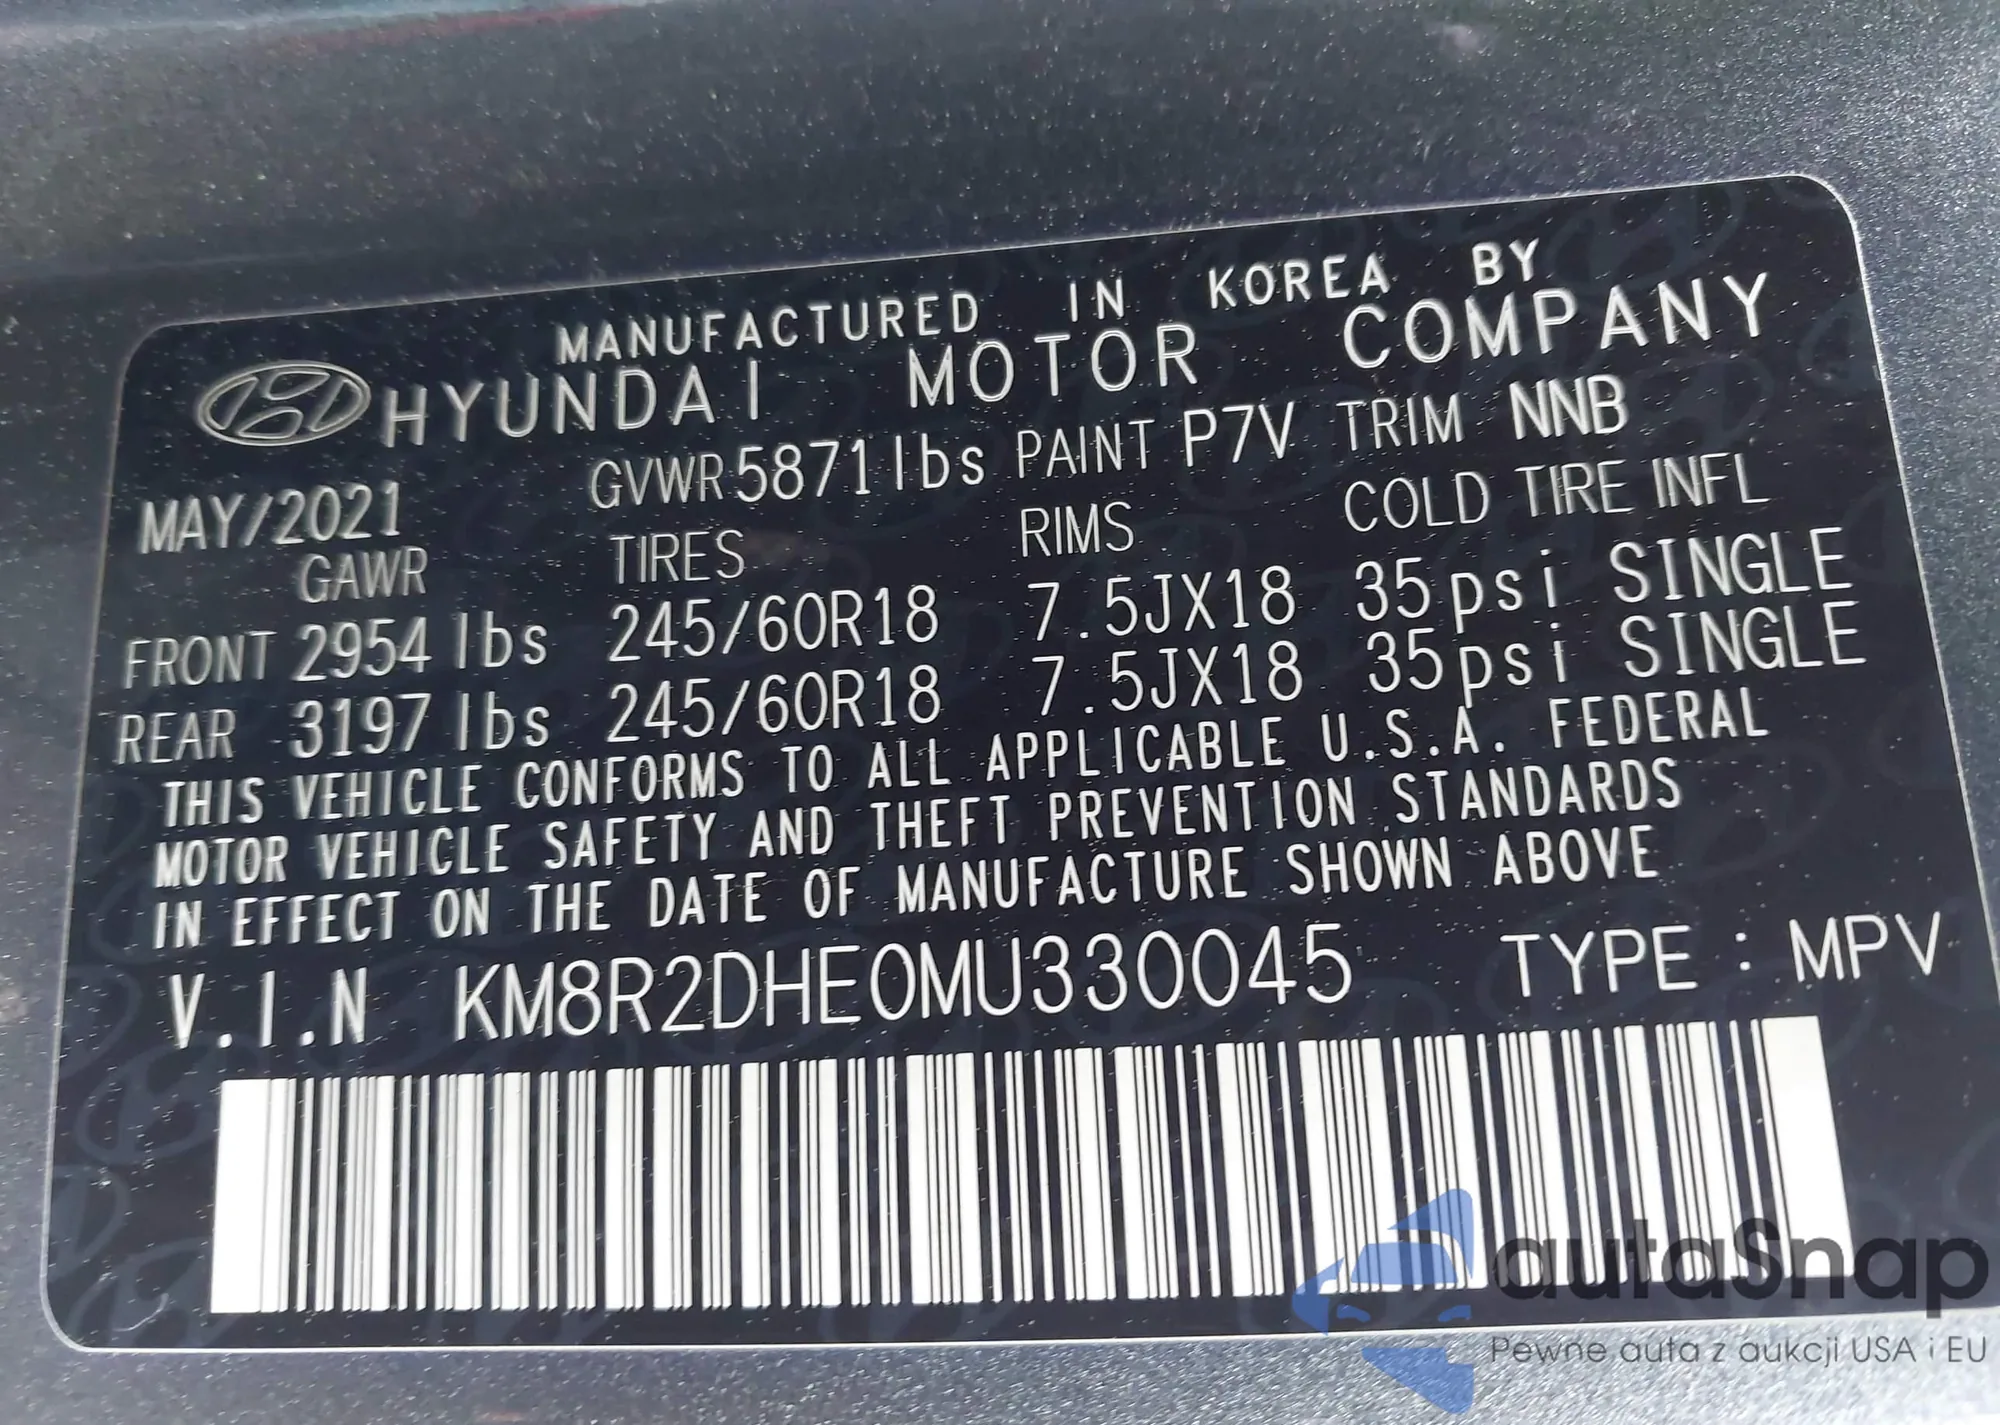 MANUFACTURED IN KOREA BY
HYUNDAI MOTOR COMPANY
MAY/2021 GVWR 5871 lbs PAINT P7V TRIM NNB
GAWR TIRES RIMS COLD TIRE INFL
FRONT 2954 lbs 245/60R18 7.5JX18 35psi SINGLE
REAR 3197 lbs 245/60R18 7.5JX18 35psi SINGLE
THIS VEHICLE CONFORMS TO ALL APPLICABLE U.S.A. FEDERAL
MOTOR VEHICLE SAFETY AND THEFT PREVENTION STANDARDS
IN EFFECT ON THE DATE OF MANUFACTURE SHOWN ABOVE
V.I.N KM8R2DHE0MU330045 TYPE : MPV
autaSnap
Pewne auta z aukcji USA i EU